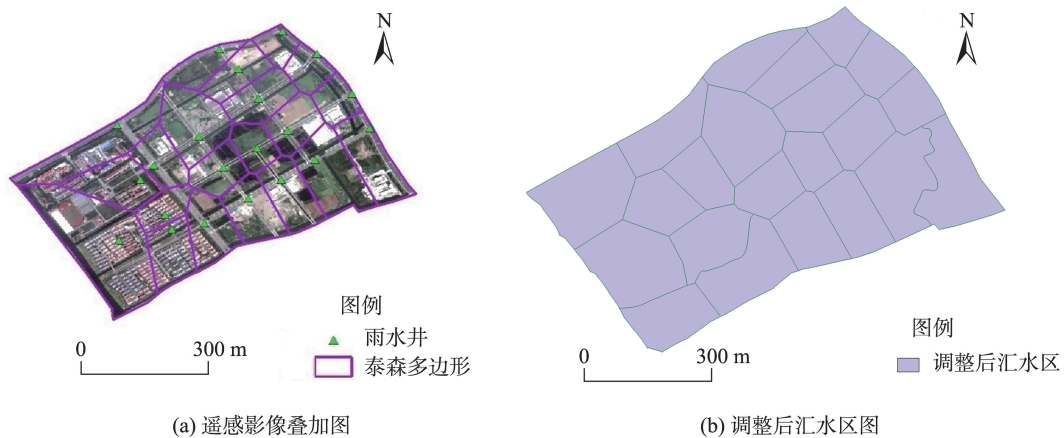 N
图例
雨水井
泰森多边形
0 300 m
(a) 遥感影像叠加图
N
图例
调整后汇水区
0 300 m
(b) 调整后汇水区图